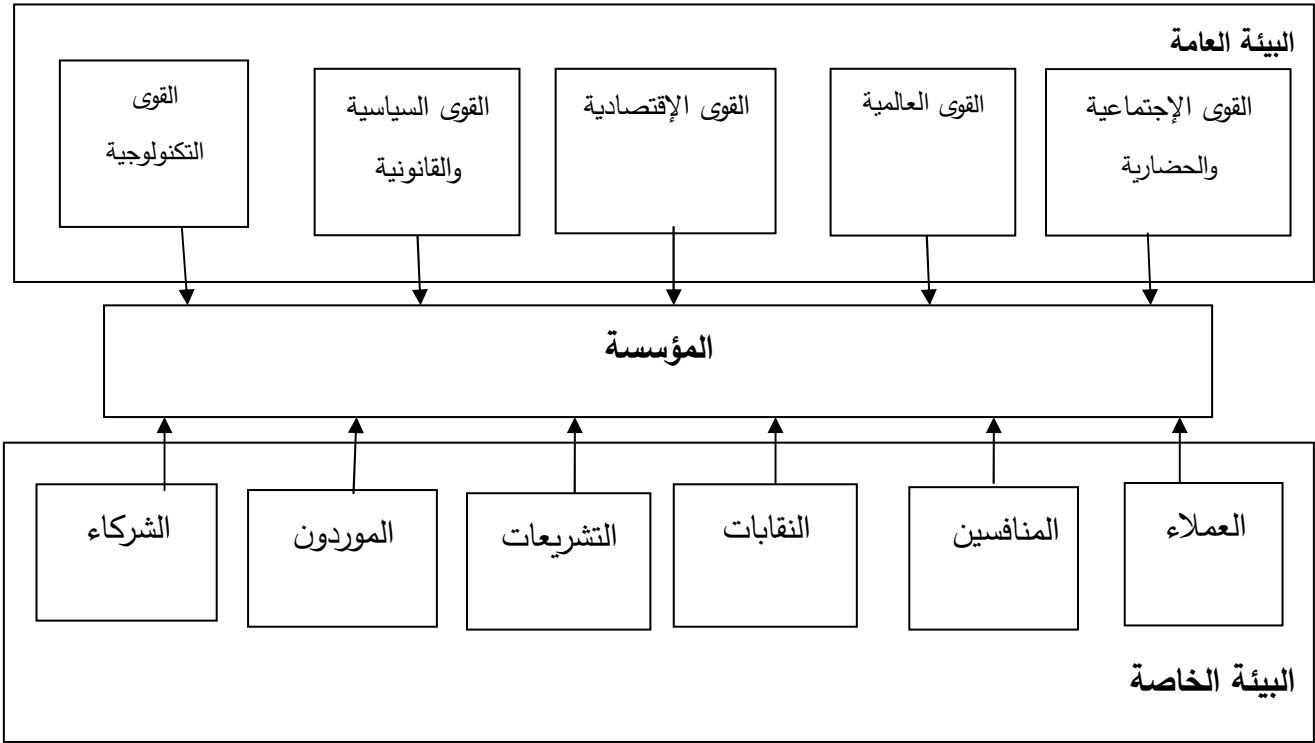 البيئة العامة
القوى الإجتماعية
والحضارية
القوى العالمية
القوى الإقتصادية
القوى السياسية
والقانونية
القوى
التكنولوجية
المؤسسة
العملاء
المنافسين
النقابات
التشريعات
الموردون
الشركاء
البيئة الخاصة